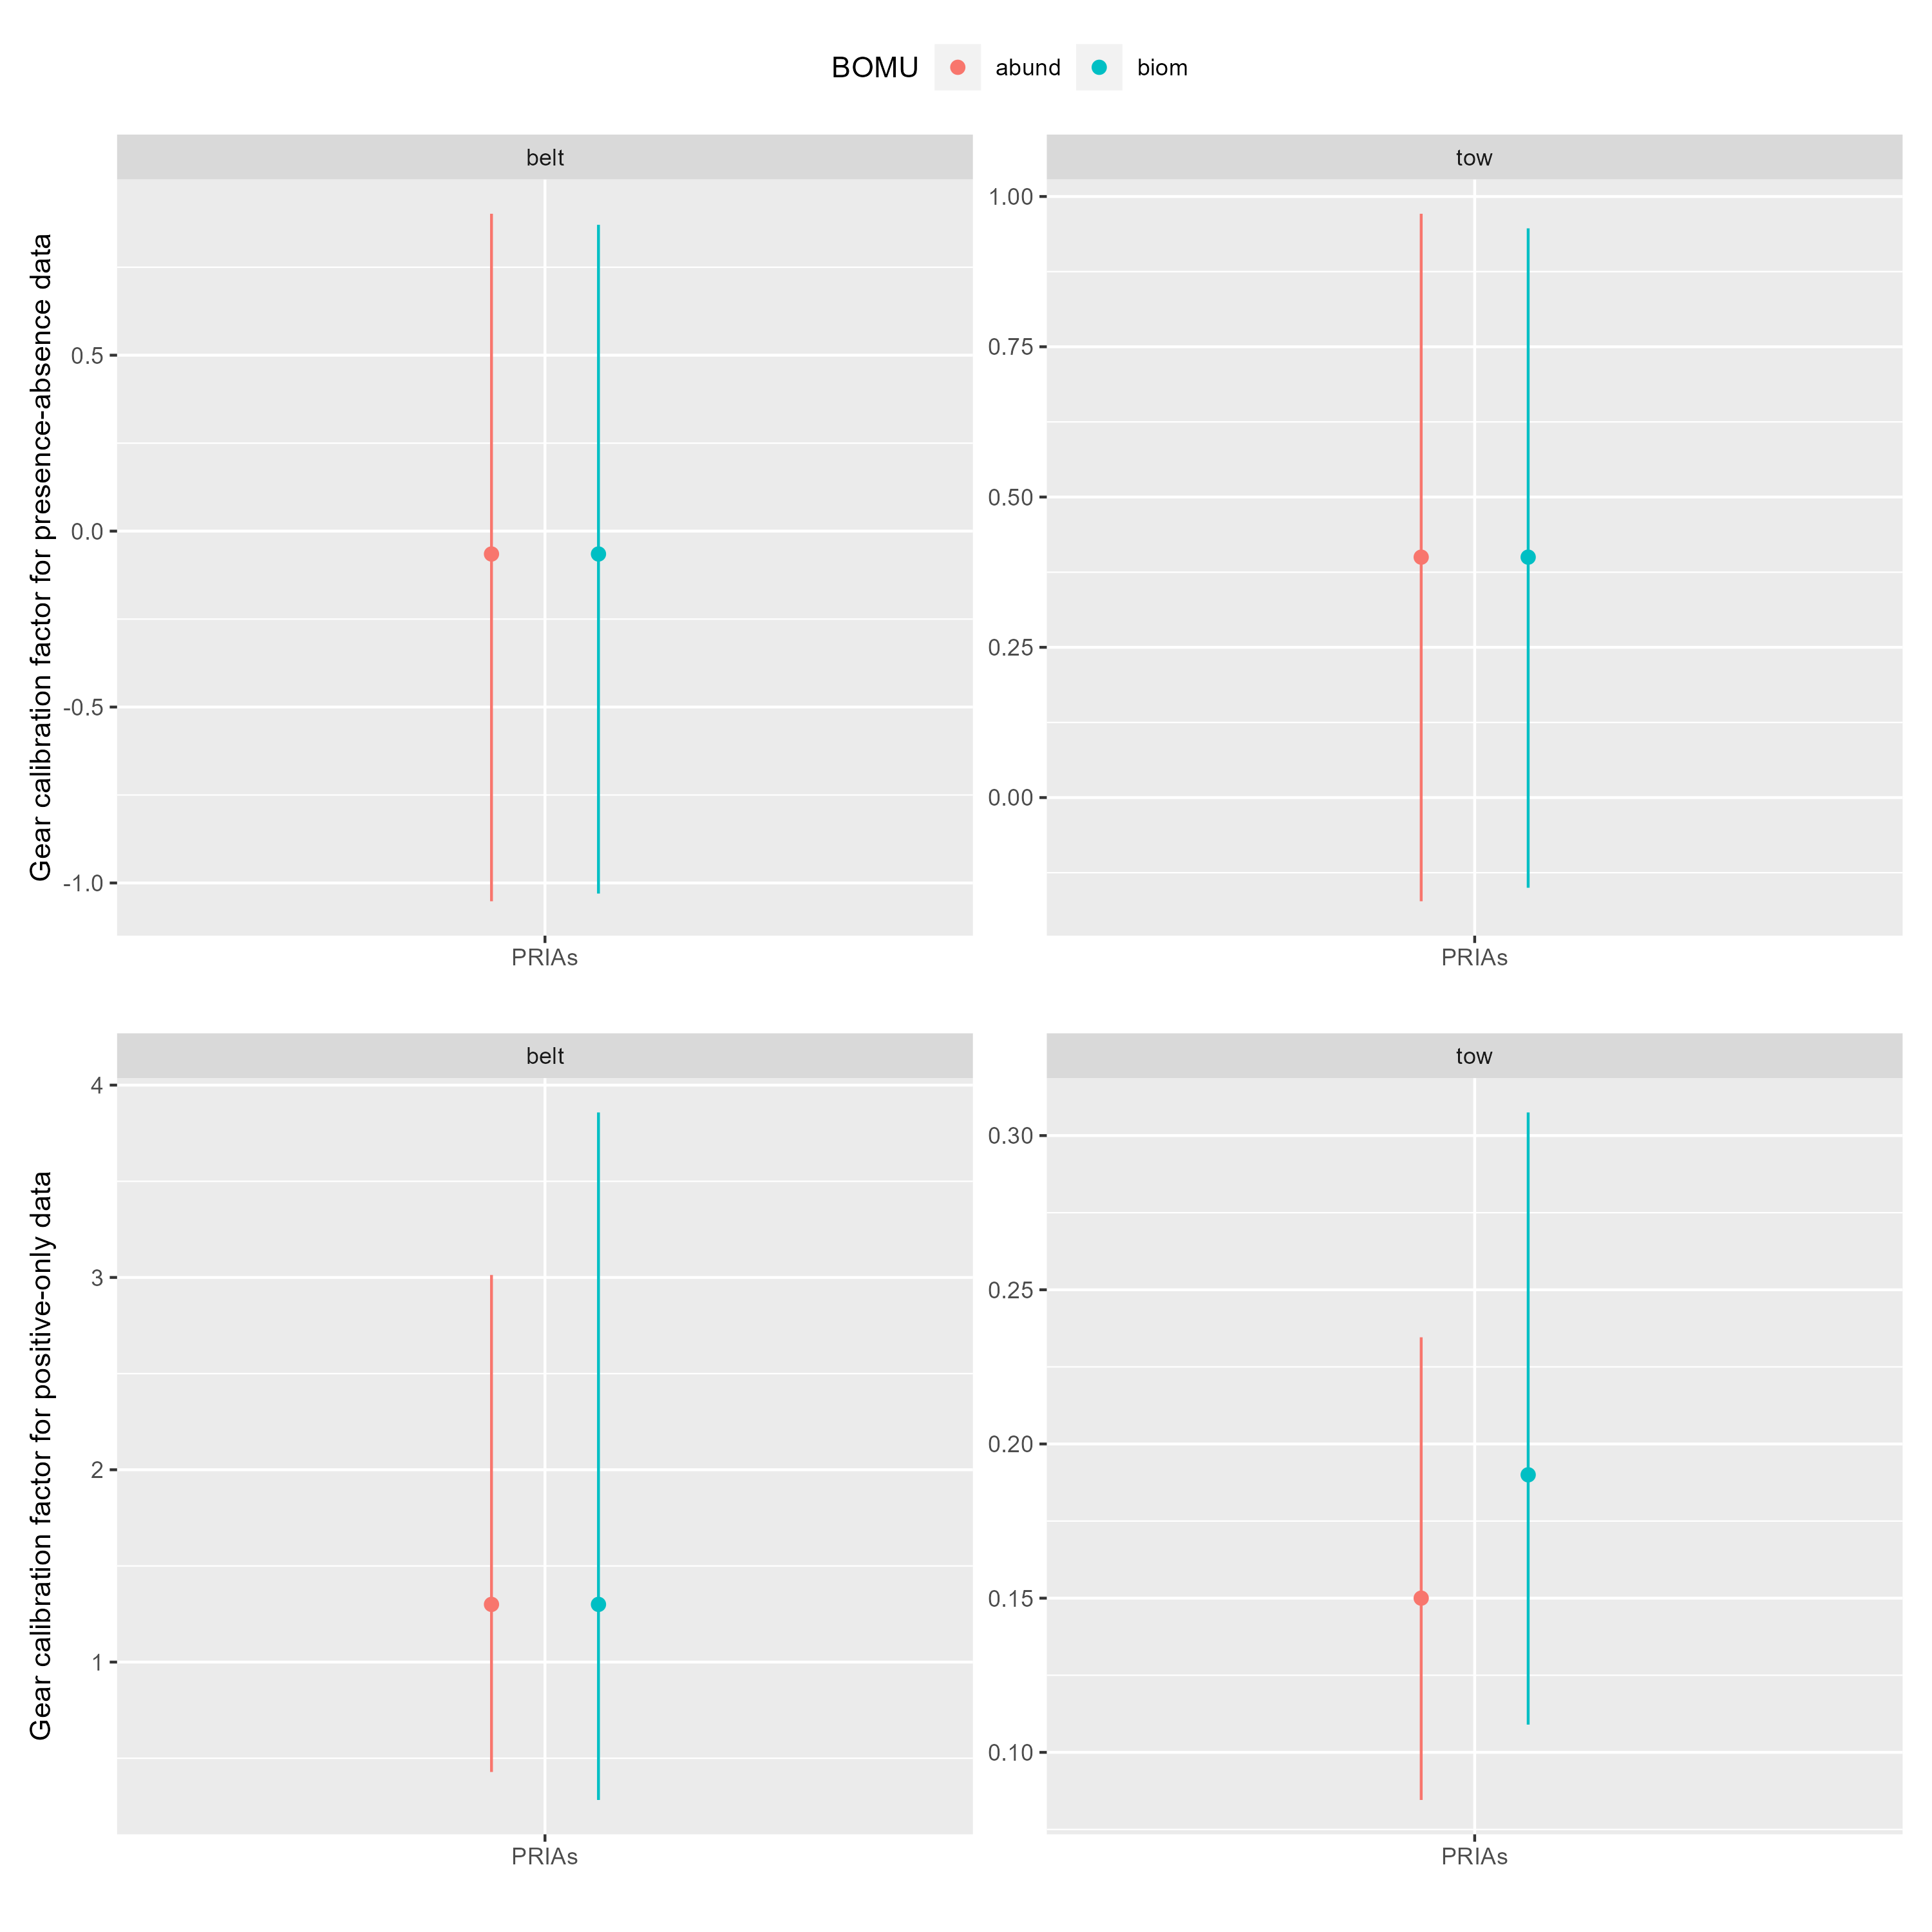 BOMU abund biom
belt
tow
Gear calibration factor for presence-absence data
0.5
0.0
-0.5
-1.0
PRIAs
1.00
0.75
0.50
0.25
0.00
PRIAs
belt
tow
Gear calibration factor for positive-only data
4
3
2
1
PRIAs
0.30
0.25
0.20
0.15
0.10
PRIAs